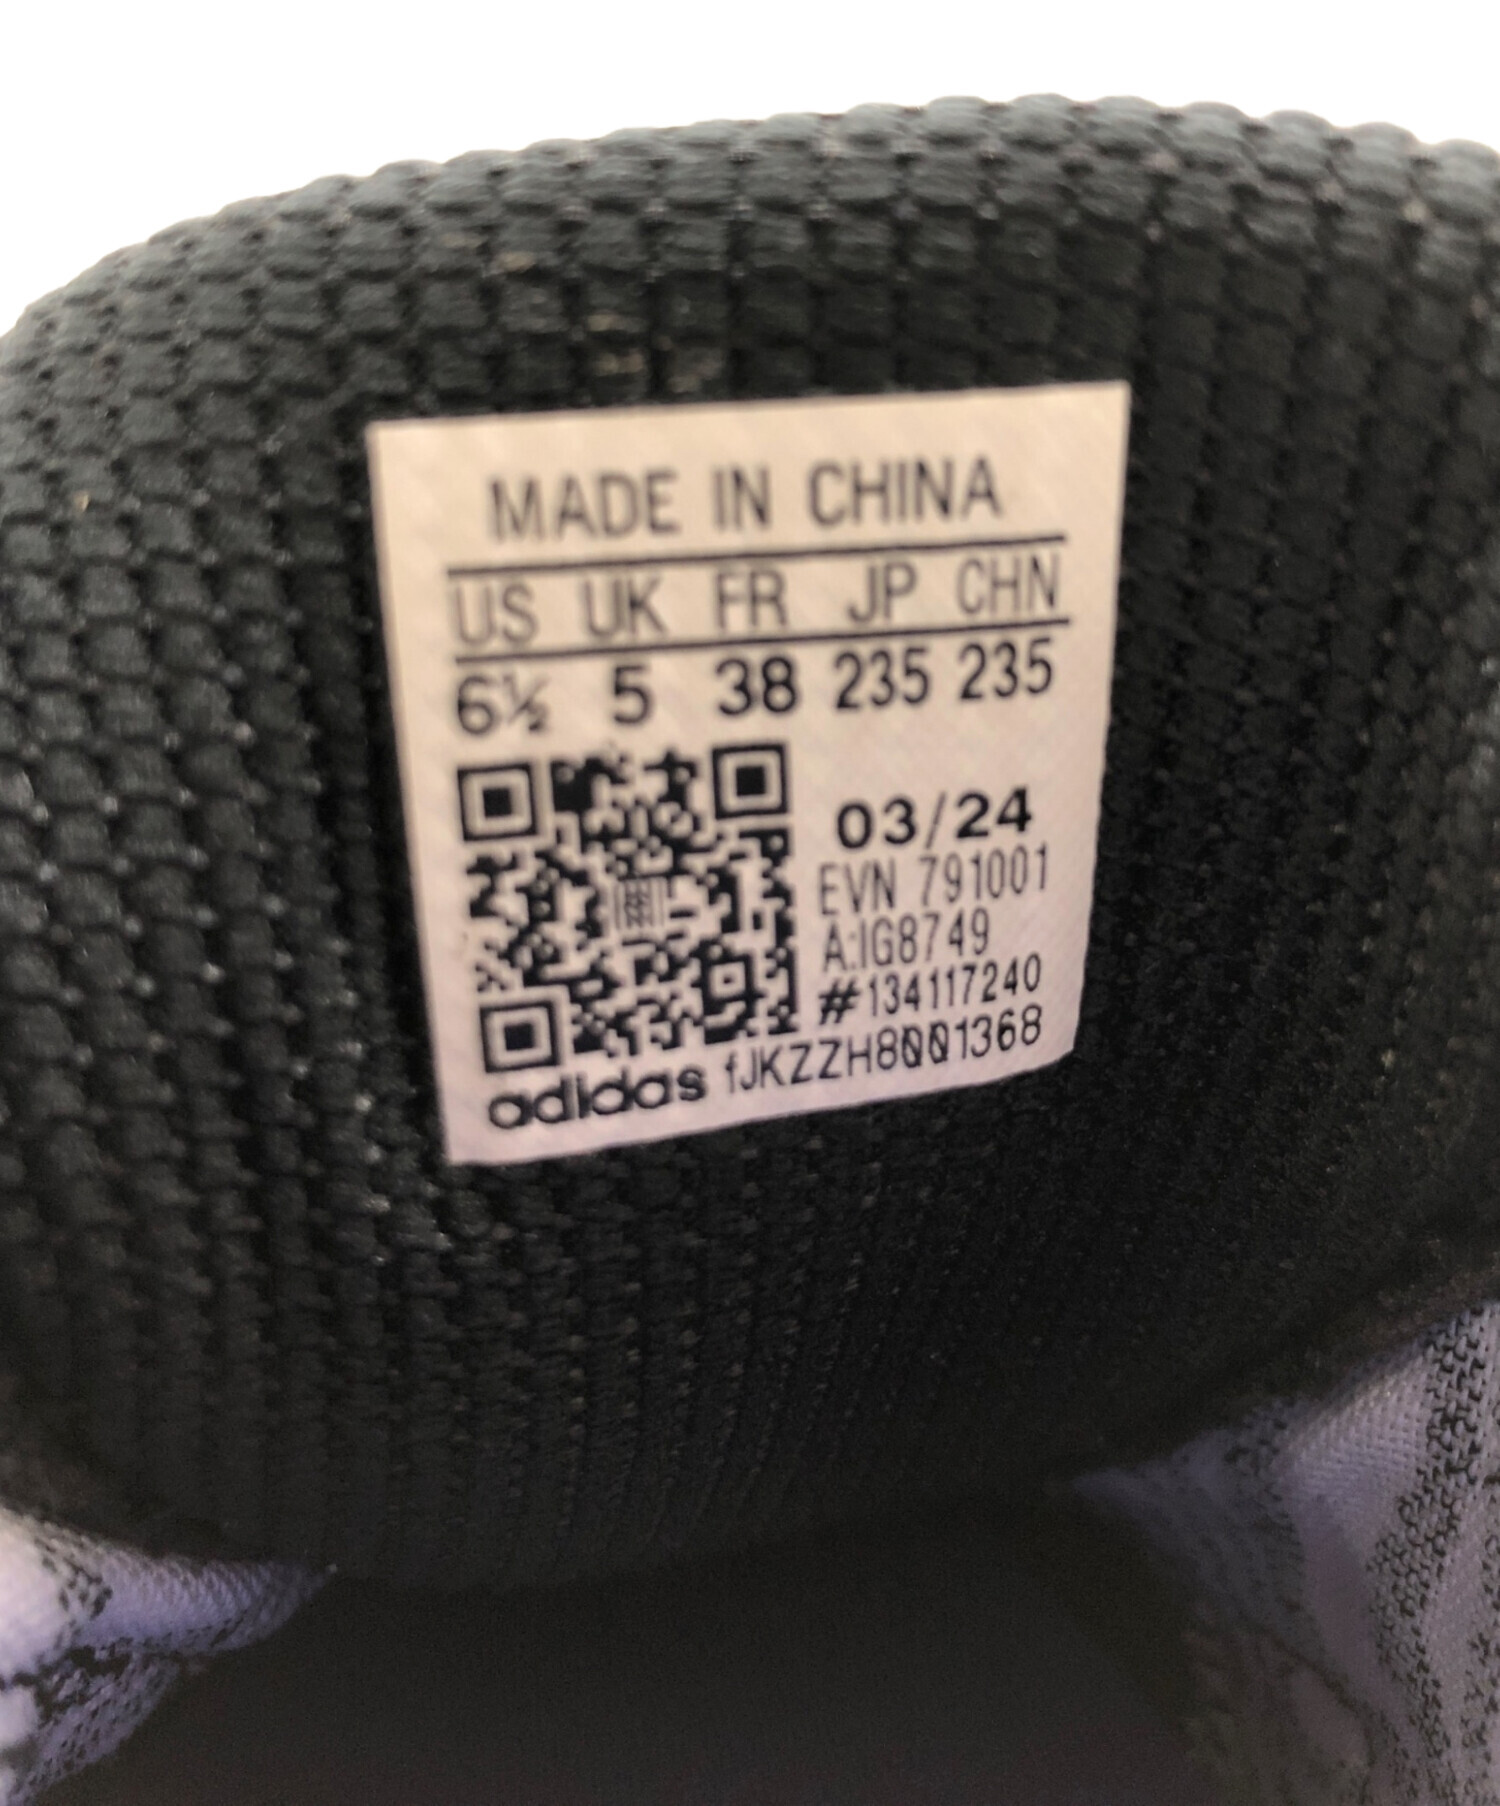 MADE IN CHINA
US UK FR JP CHN
6½ 5 38 235 235
03/24
EVN 791001
A:IG8749
#134117240
adidas fJKZZH8001368